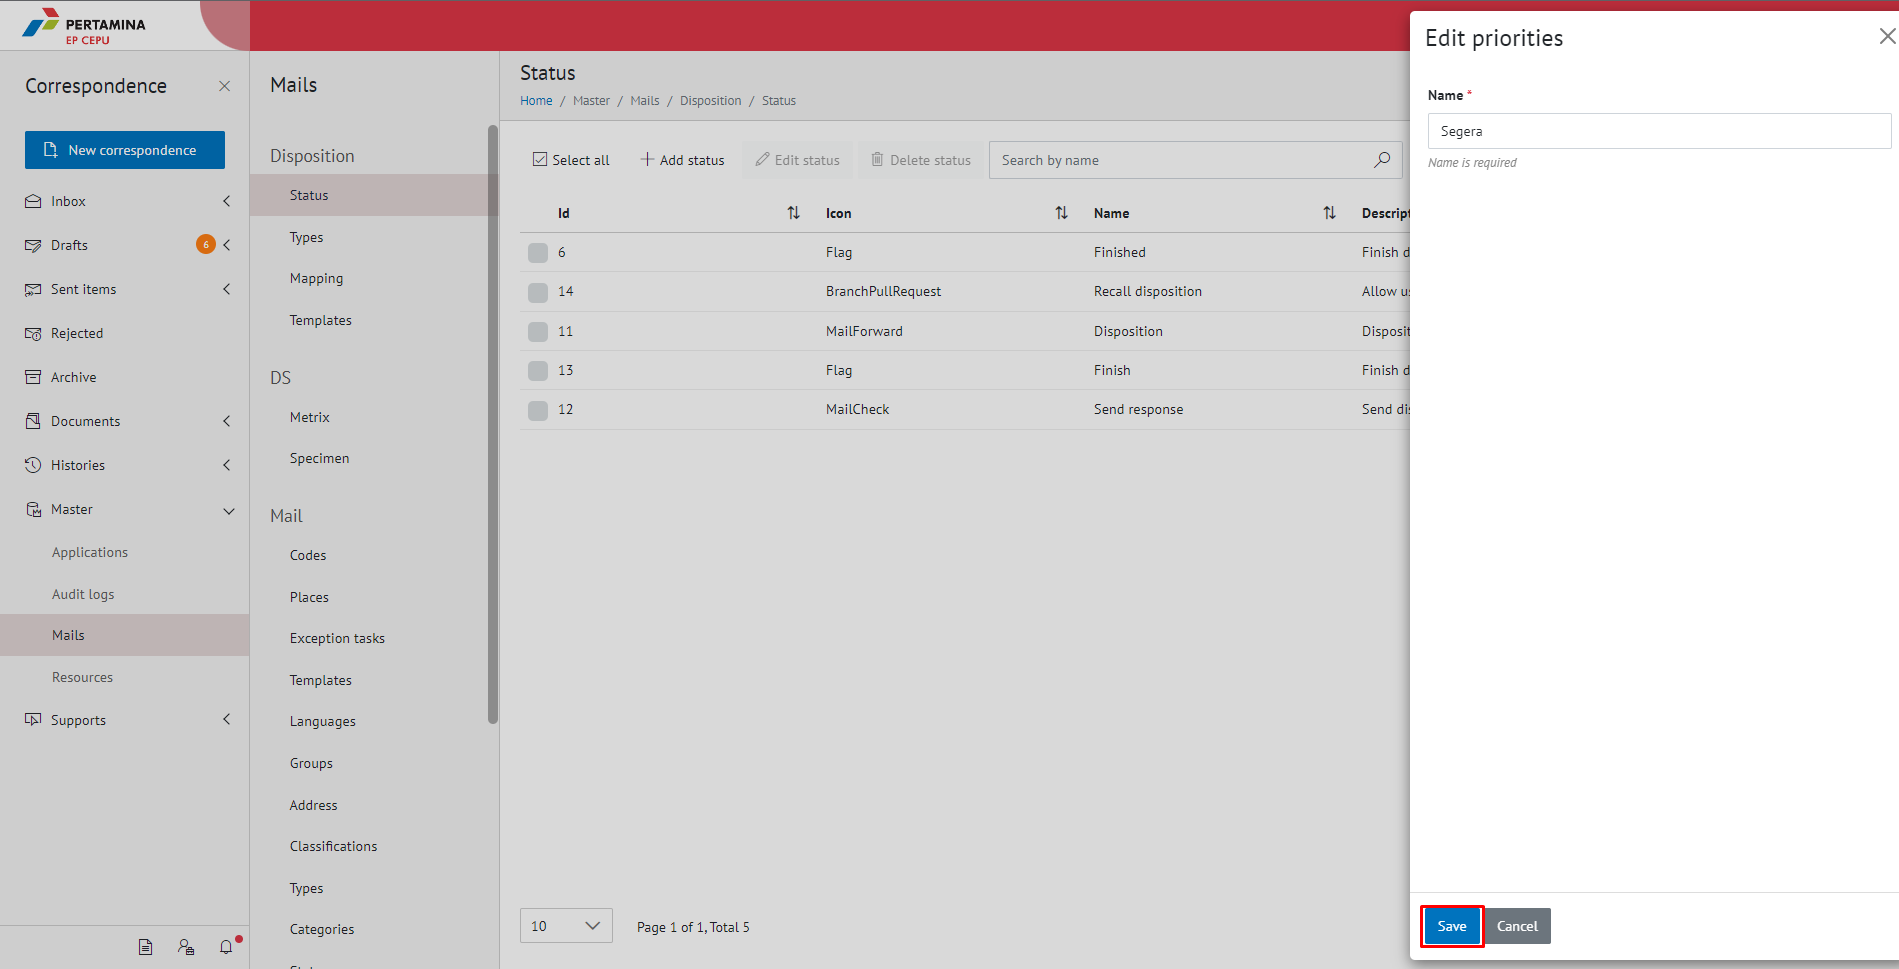 PERTAMINA
EP CEPU
Correspondence
New correspondence
Inbox
Drafts
6
Sent items
Rejected
Archive
Documents
Histories
Master
Applications
Audit logs
Mails
Resources
Supports
Mails
Disposition
Status
Types
Mapping
Templates
DS
Metrix
Specimen
Mail
Codes
Places
Exception tasks
Templates
Languages
Groups
Address
Classifications
Types
Categories
Status
Home / Master / Mails / Disposition / Status
Select all
Add status
Edit status
Delete status
Search by name
Id Icon Name Descript
6 Flag Finished Finish d
14 BranchPullRequest Recall disposition Allow us
11 MailForward Disposition Disposit
13 Flag Finish Finish d
12 MailCheck Send response Send dis
10
Page 1 of 1, Total 5
Edit priorities
Name *
Segera
Name is required
Save
Cancel